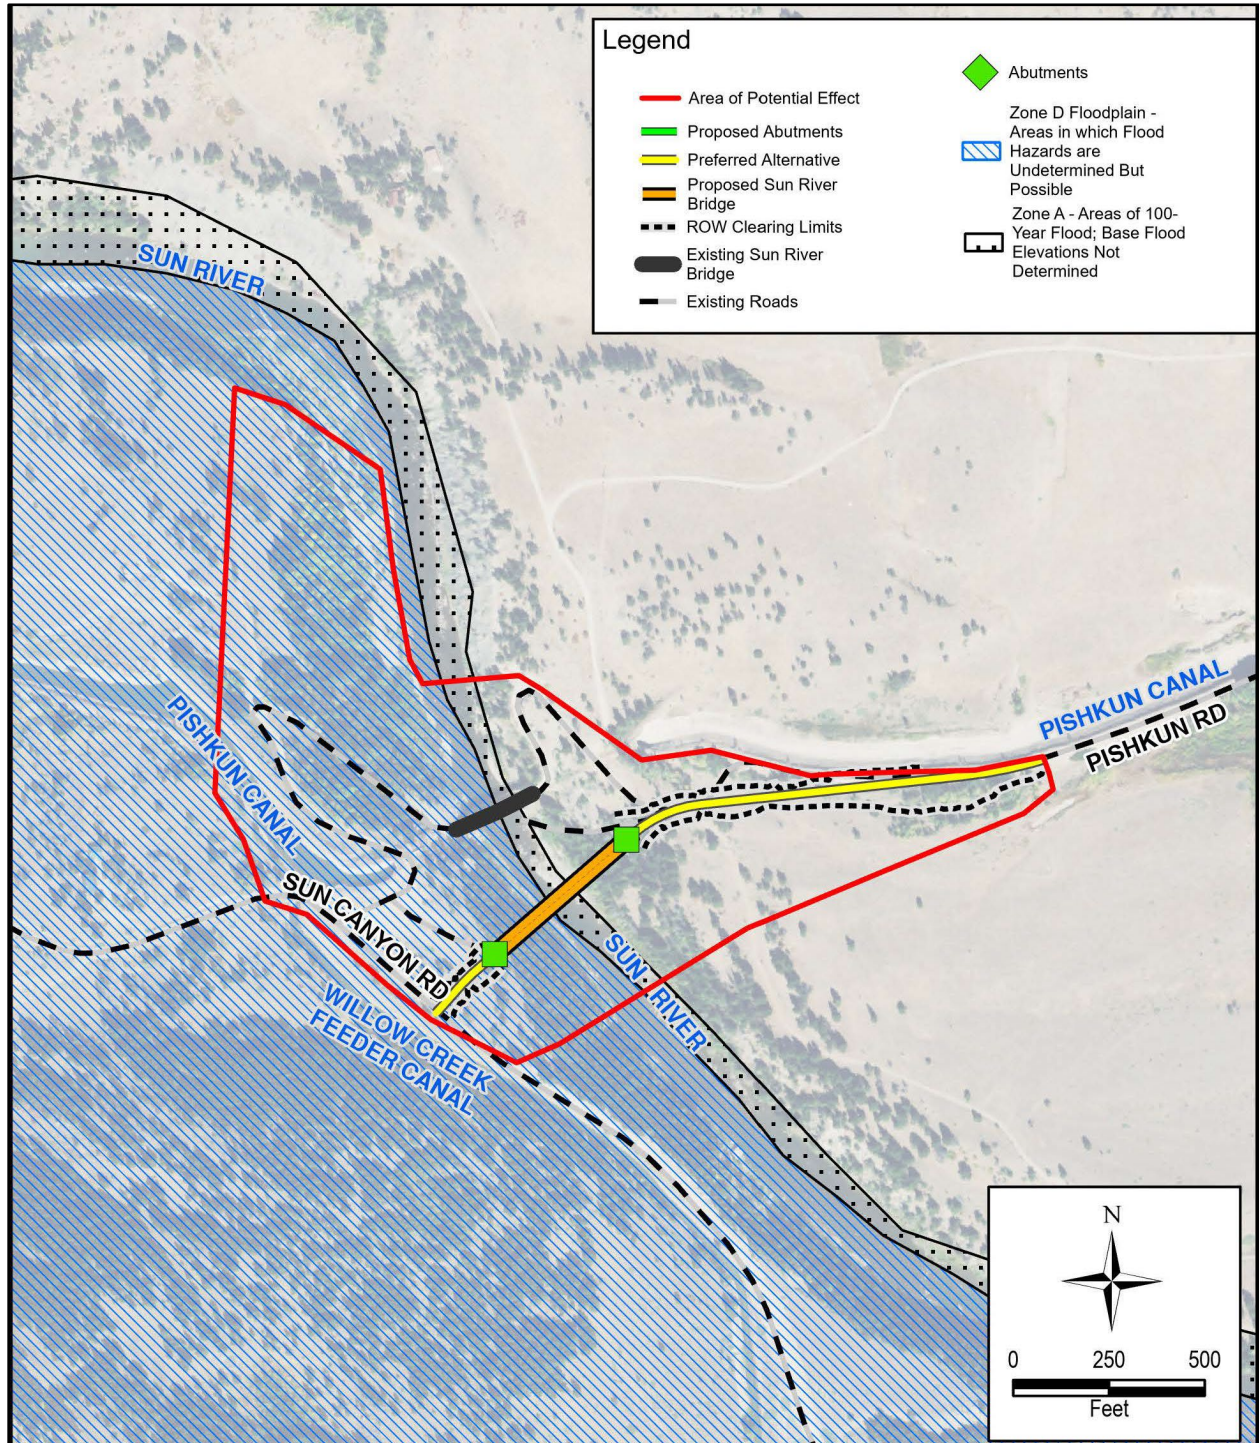 Legend
Area of Potential Effect
Proposed Abutments
Preferred Alternative
Proposed Sun River
Bridge
ROW Clearing Limits
Existing Sun River
Bridge
Existing Roads
Abutments
Zone D Floodplain -
Areas in which Flood
Hazards are
Undetermined But
Possible
Zone A - Areas of 100-
Year Flood; Base Flood
Elevations Not
Determined
SUN RIVER
PISHKUN CANAL
PISHKUN CANAL
PISHKUN RD
SUN CANYON RD
SUN RIVER
WILLOW CREEK
FEEDER CANAL
N
0 250 500
Feet